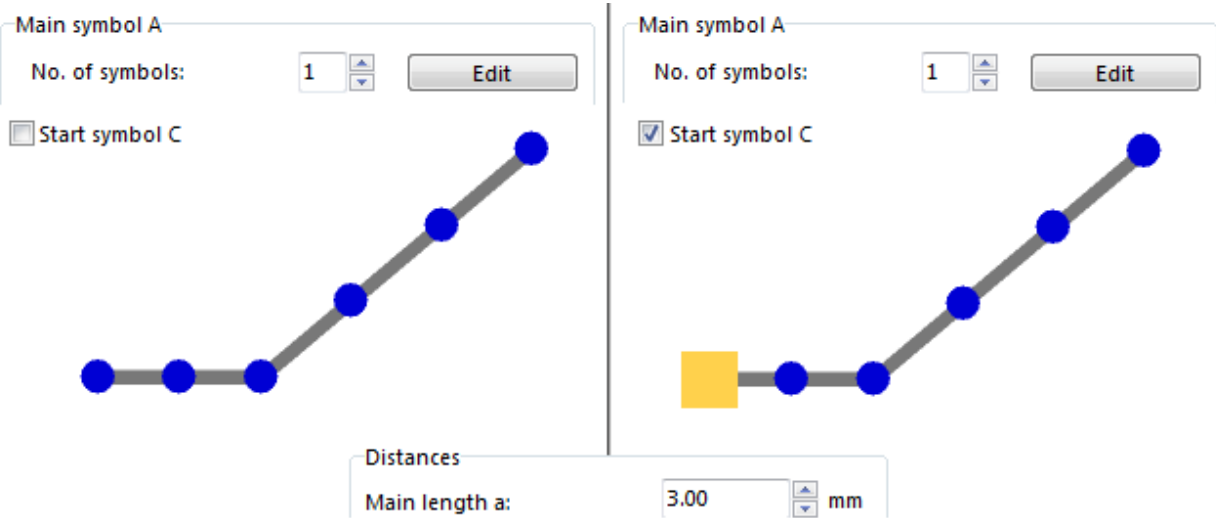 Main symbol A
No. of symbols: 1 Edit
Start symbol C
Main symbol A
No. of symbols: 1 Edit
Start symbol C
Distances
Main length a: 3.00 mm